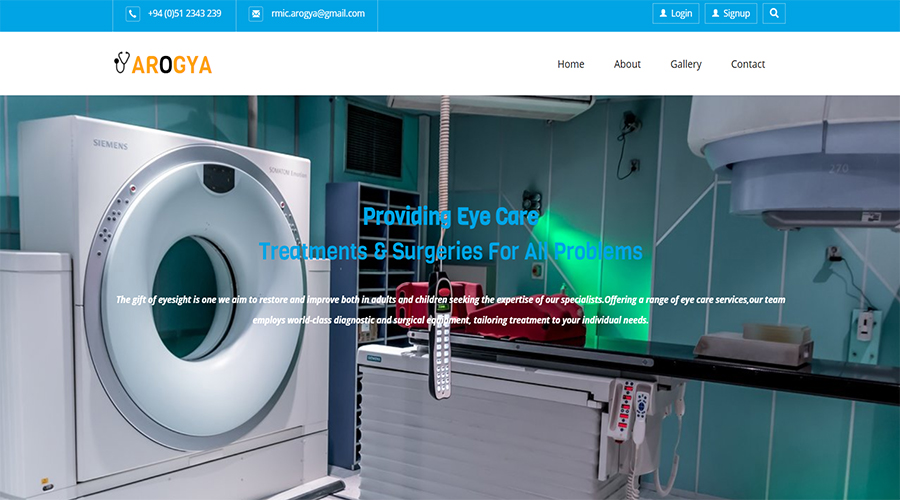 +94 (0)51 2343 239
rmic.arogya@gmail.com
Login
Signup
AROGYA
Home
About
Gallery
Contact
SIEMENS
270
Providing Eye Care
Treatments & Surgeries For All Problems
The gift of eyesight is one we aim to restore and improve both in adults and children seeking the expertise of our specialists.Offering a range of eye care services,our team
employs world-class diagnostic and surgical equipment, tailoring treatment to your individual needs.
SIEMENS